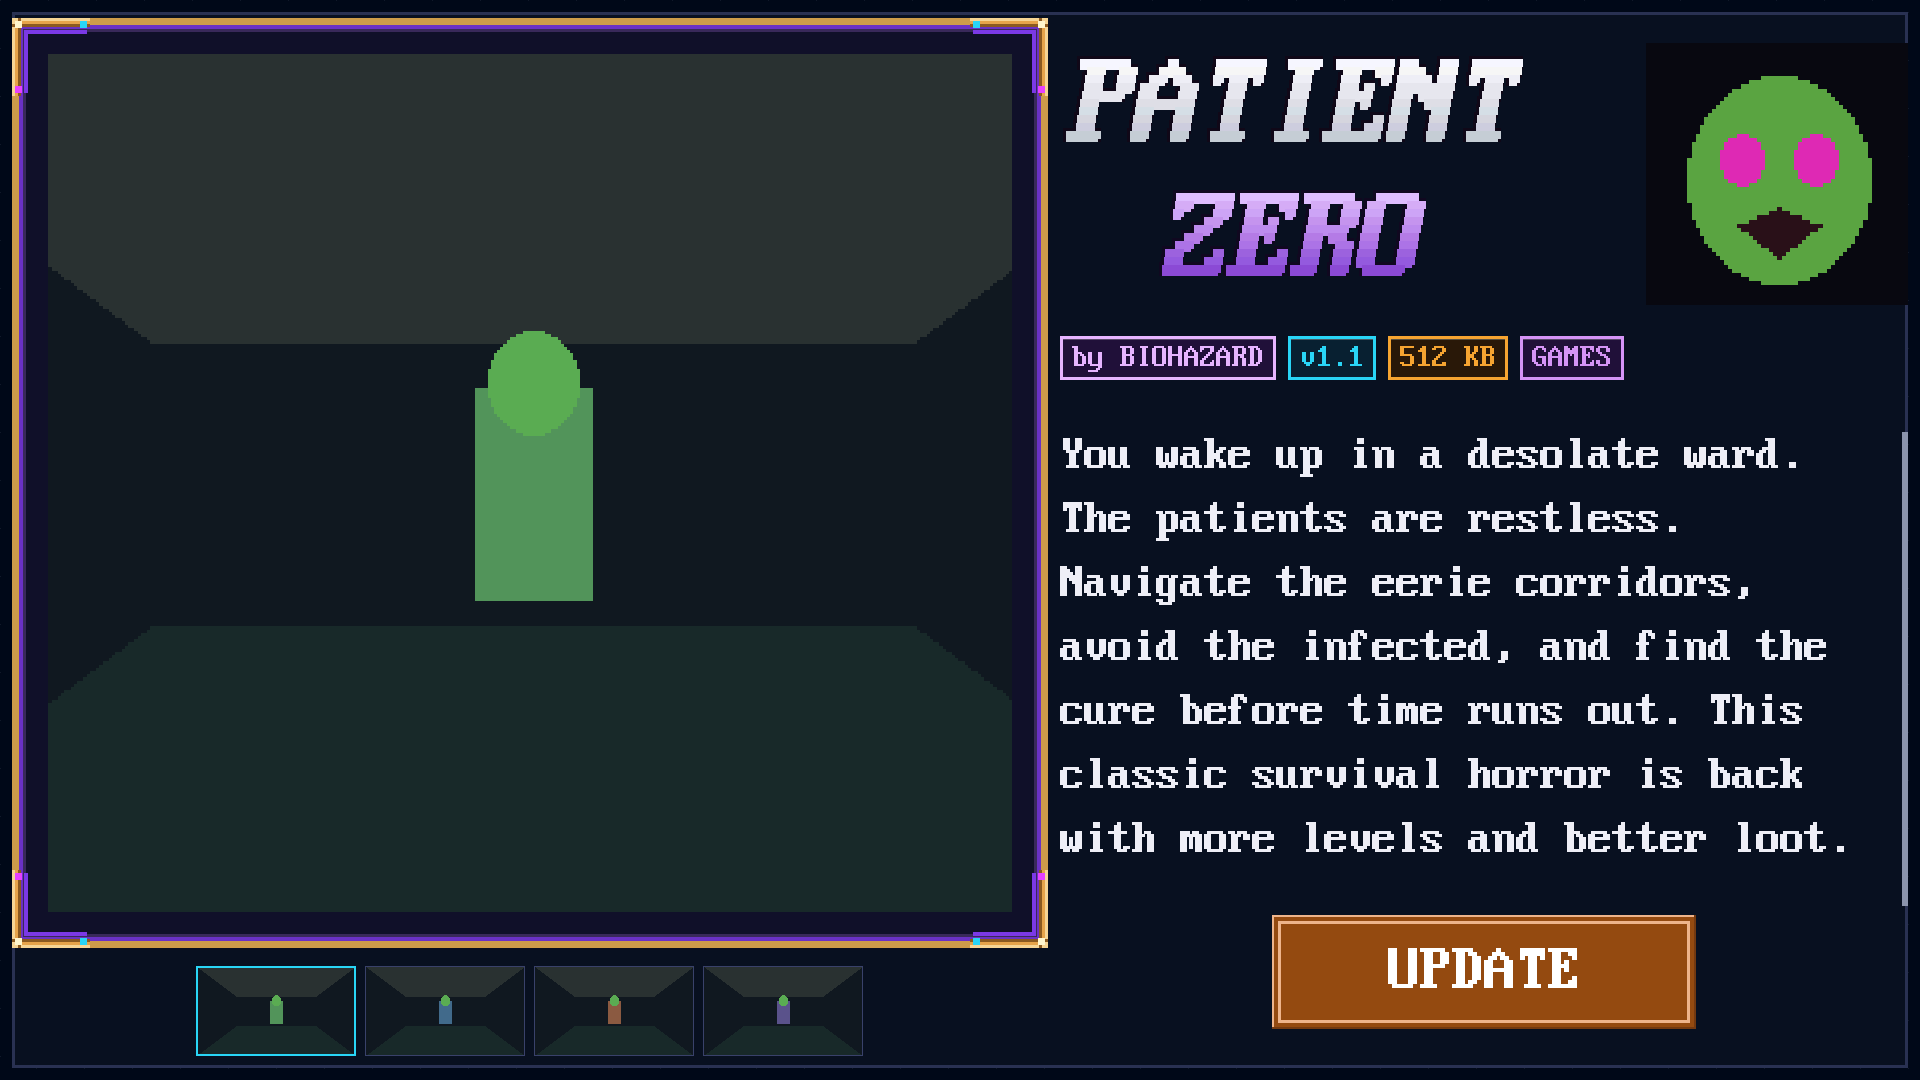 PATIENT
ZERO
by BIOHAZARD v1.1 512 KB GAMES
You wake up in a desolate ward.
The patients are restless.
Navigate the eerie corridors,
avoid the infected, and find the
cure before time runs out. This
classic survival horror is back
with more levels and better loot.
UPDATE